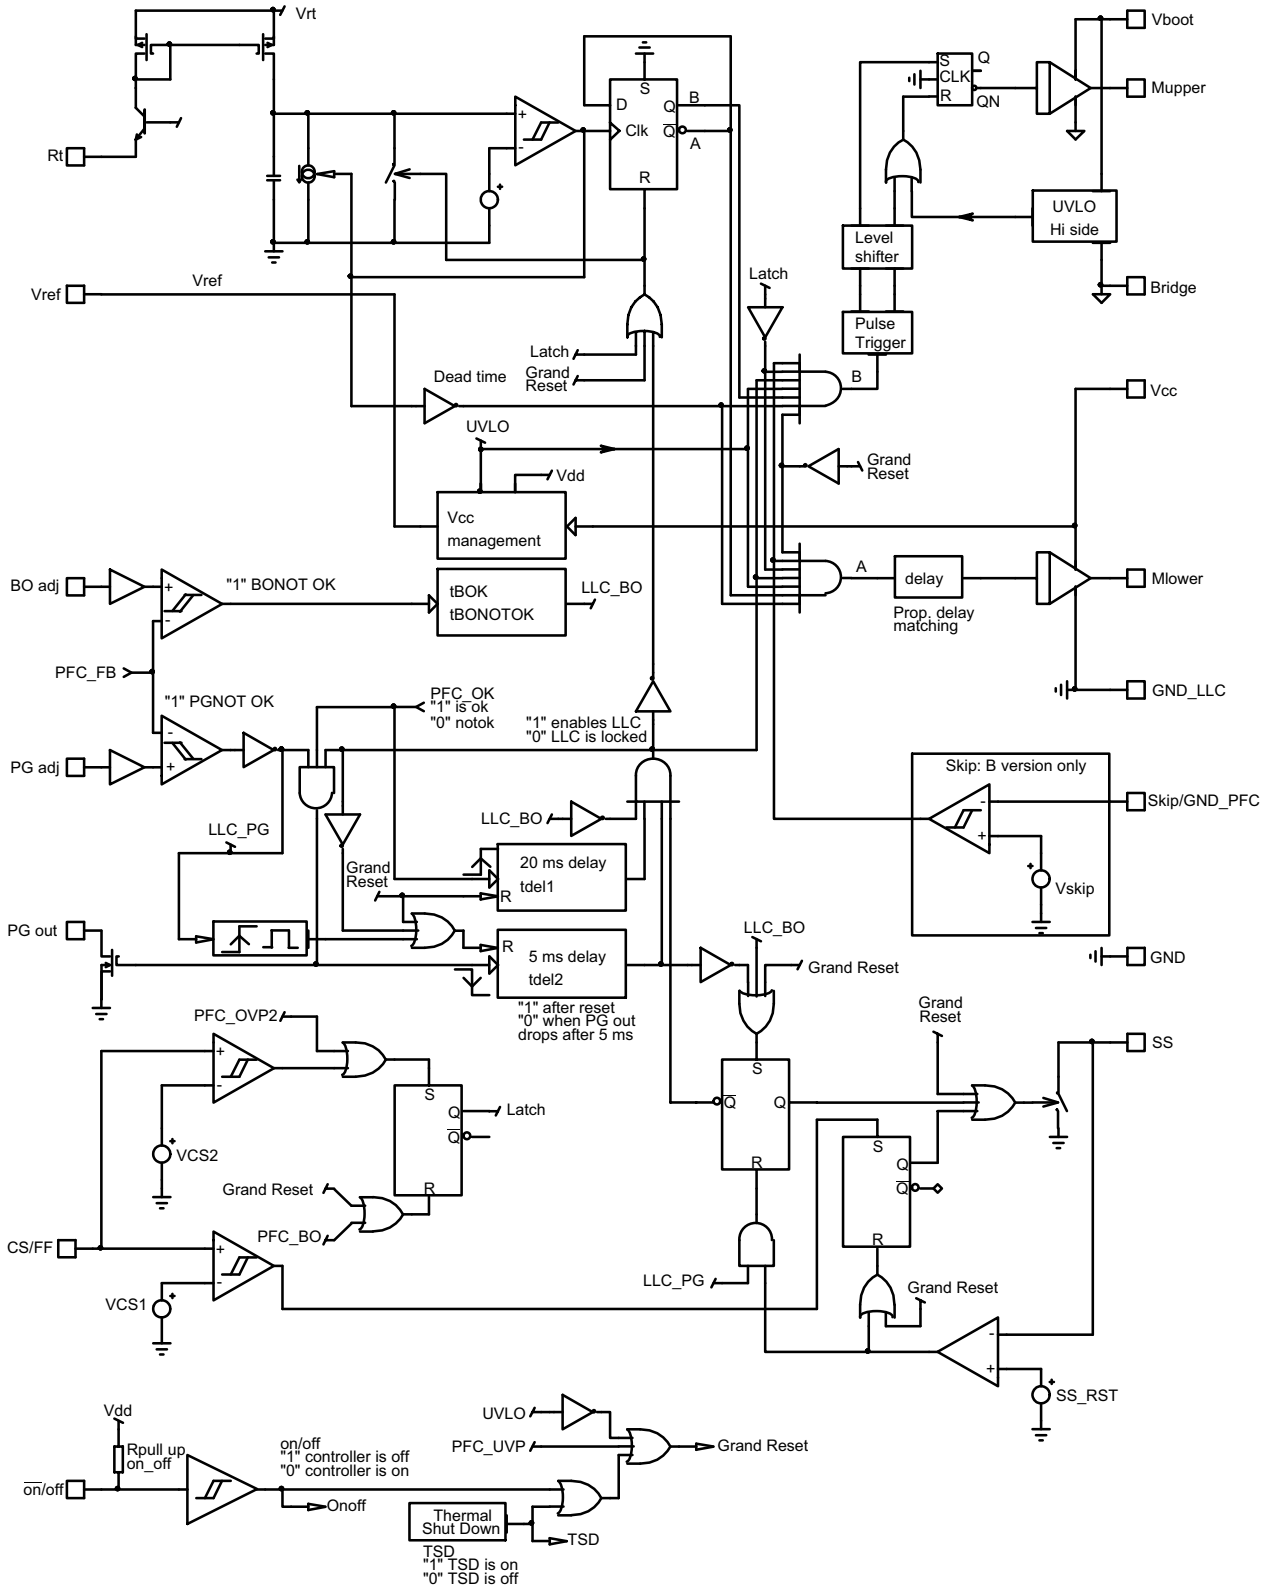 Vrt
Vboot
S
Q
CLK
R
QN
Mupper
S
D
Q
B
Clk
Q
A
R
+
-
+
Rt
UVLO
Hi side
Level
shifter
Vref
Vref
Latch
Bridge
Pulse
Trigger
Latch
Grand
Reset
Dead time
B
Vcc
UVLO
Grand
Reset
Vdd
Vcc
management
BO adj
+
-
"1" BONOT OK
tBOK
tBONOTOK
LLC_BO
A
delay
Prop. delay
matching
Mlower
PFC_FB
"1" PGNOT OK
PFC_OK
"1" is ok
"0" notok
"1" enables LLC
"0" LLC is locked
GND_LLC
PG adj
-
+
Skip: B version only
-
+
Skip/GND_PFC
Vskip
+
LLC_BO
LLC_PG
Grand
Reset
20 ms delay
tdel1
R
PG out
R
5 ms delay
tdel2
"1" after reset
"0" when PG out
drops after 5 ms
LLC_BO
Grand Reset
GND
PFC_OVP2
Grand
Reset
SS
+
-
S
Q
Q
R
Latch
+
VCS2
S
Q
Q
R
S
Q
Q
R
Grand Reset
PFC_BO
CS/FF
+
-
LLC_PG
Grand Reset
VCS1
+
-
+
+
SS_RST
Vdd
Rpull up
on_off
on/off
on/off
"1" controller is off
"0" controller is on
Onoff
UVLO
PFC_UVP
Grand Reset
Thermal
Shut Down
TSD
TSD
"1" TSD is on
"0" TSD is off